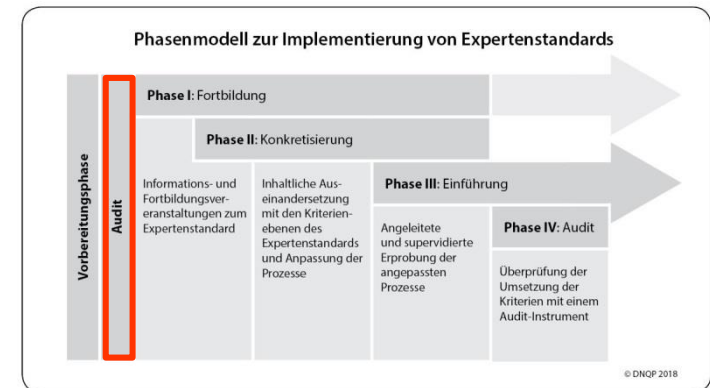 Phasenmodell zur Implementierung von Expertenstandards
Vorbereitungsphase
Audit
Phase I: Fortbildung
Informations- und
Fortbildungsver-
eranstaltungen zum
Expertenstandard
Phase II: Konkretisierung
Inhaltliche Aus-
einandersetzung
mit den Kriterien-
ebenen des
Expertenstandards
und Anpassung der
Prozesse
Phase III: Einführung
Angeleitete
und supervidierte
Erprobung der
angepassten
Prozesse
Phase IV: Audit
Überprüfung der
Umsetzung der
Kriterien mit einem
Audit-Instrument
© DNQP 2018